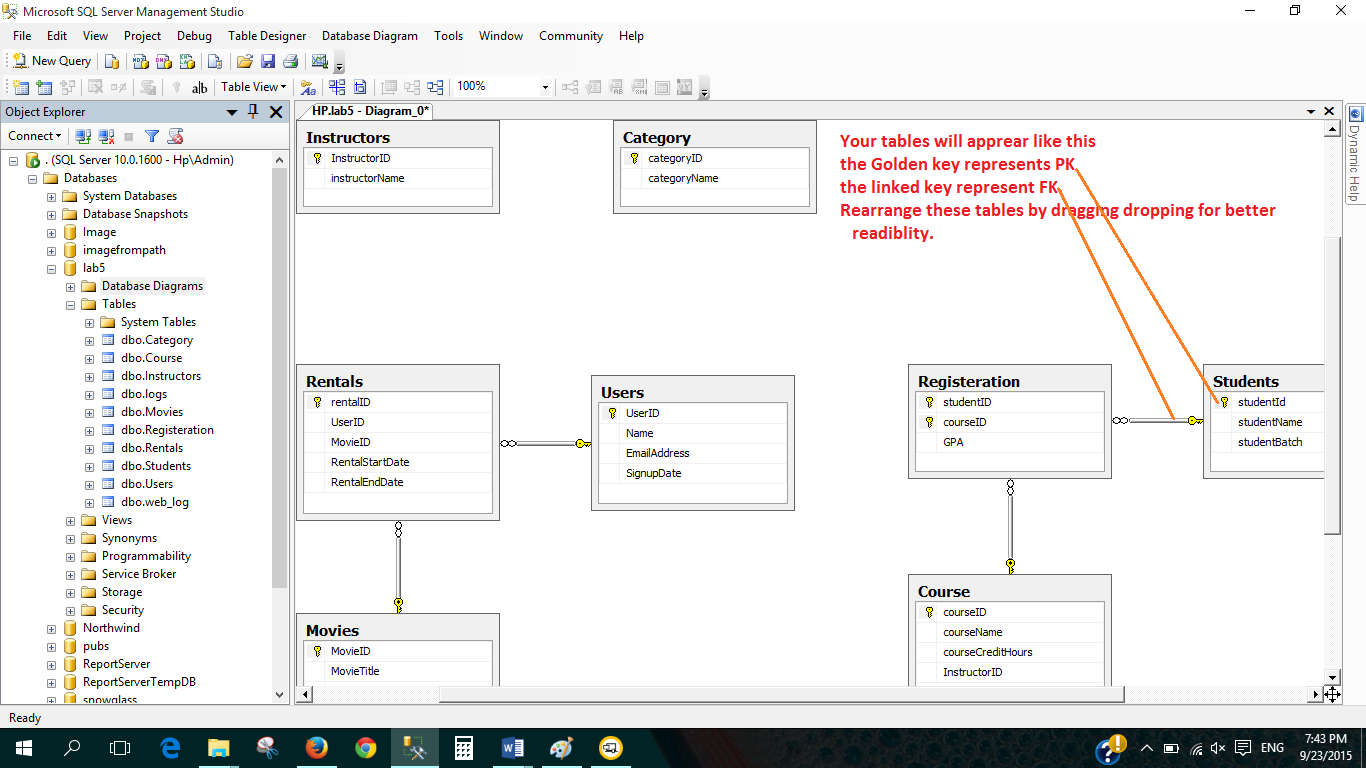 Microsoft SQL Server Management Studio
File Edit View Project Debug Table Designer Database Diagram Tools Window Community Help
New Query
ab Table View 100%
Object Explorer
Connect
. (SQL Server 10.0.1600 - Hp\Admin)
Databases
System Databases
Database Snapshots
Image
imagefrompath
lab5
Database Diagrams
Tables
System Tables
dbo.Category
dbo.Course
dbo.Instructors
dbo.logs
dbo.Movies
dbo.Registeration
dbo.Rentals
dbo.Students
dbo.Users
dbo.web_log
Views
Synonyms
Programmability
Service Broker
Storage
Security
Northwind
pubs
ReportServer
ReportServerTempDB
snowglass
HP.lab5 - Diagram_0*
Instructors
InstructorID
instructorName
Category
categoryID
categoryName
Your tables will apprear like this
the Golden key represents PK
the linked key represent FK
Rearrange these tables by dragging dropping for better
readiblity.
Rentals
rentalID
UserID
MovieID
RentalStartDate
RentalEndDate
Users
UserID
Name
EmailAddress
SignupDate
Registeration
studentID
courseID
GPA
Students
studentId
studentName
studentBatch
Movies
MovieID
MovieTitle
Course
courseID
courseName
courseCreditHours
InstructorID
Dynamic Help
Ready
ENG
7:43 PM
9/23/2015